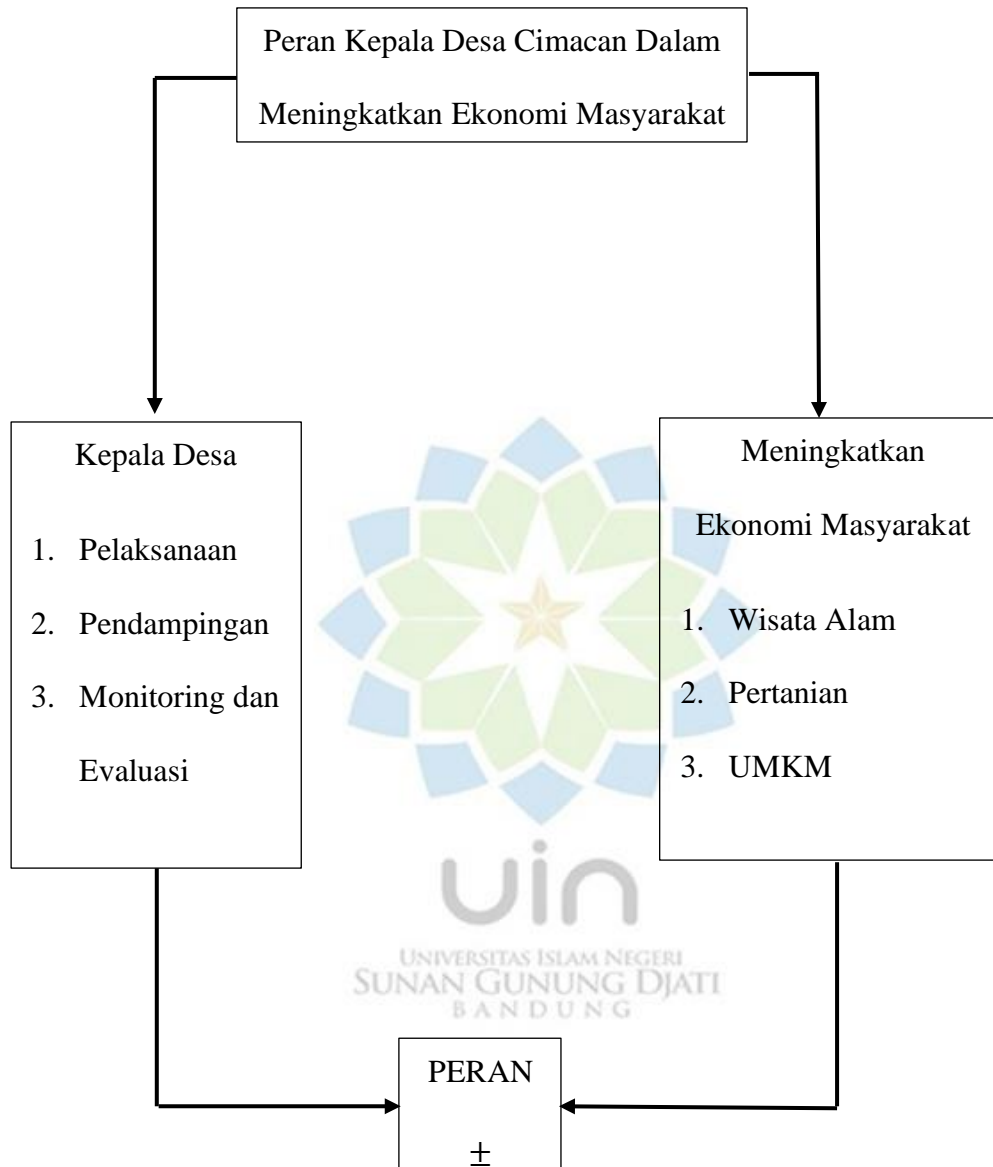 Peran Kepala Desa Cimacan Dalam
Meningkatkan Ekonomi Masyarakat
Kepala Desa
1. Pelaksanaan
2. Pendampingan
3. Monitoring dan
Evaluasi
Meningkatkan
Ekonomi Masyarakat
1. Wisata Alam
2. Pertanian
3. UMKM
uin
UNIVERSITAS ISLAM NEGERI
SUNAN GUNUNG DJATI
BANDUNG
PERAN
±